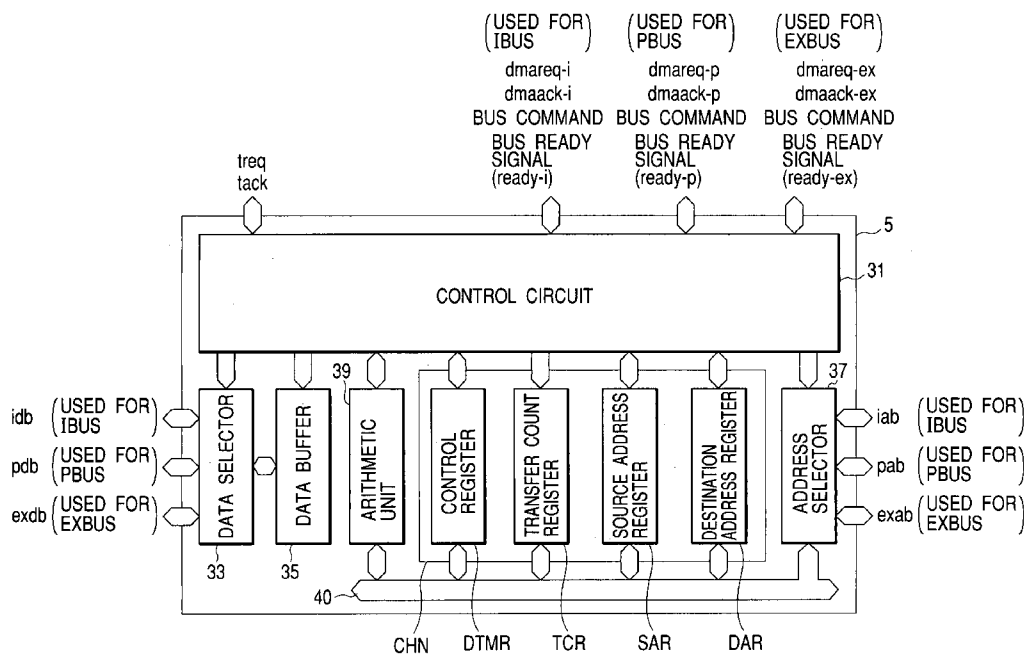 (USED FOR IBUS)
(USED FOR PBUS)
(USED FOR EXBUS)
dmareq-i
dmaack-i
BUS COMMAND
BUS READY
SIGNAL
(ready-i)
dmareq-p
dmaack-p
BUS COMMAND
BUS READY
SIGNAL
(ready-p)
dmareq-ex
dmaack-ex
BUS COMMAND
BUS READY
SIGNAL
(ready-ex)
treq
tack
5
31
CONTROL CIRCUIT
39
37
idb
(USED FOR IBUS)
pdb
(USED FOR PBUS)
exdb
(USED FOR EXBUS)
DATA SELECTOR
DATA BUFFER
ARITHMETIC
UNIT
CONTROL
REGISTER
TRANSFER COUNT
REGISTER
SOURCE ADDRESS
REGISTER
DESTINATION
ADDRESS REGISTER
ADDRESS
SELECTOR
iab
(USED FOR IBUS)
pab
(USED FOR PBUS)
exab
(USED FOR EXBUS)
33
35
40
CHN
DTMR
TCR
SAR
DAR